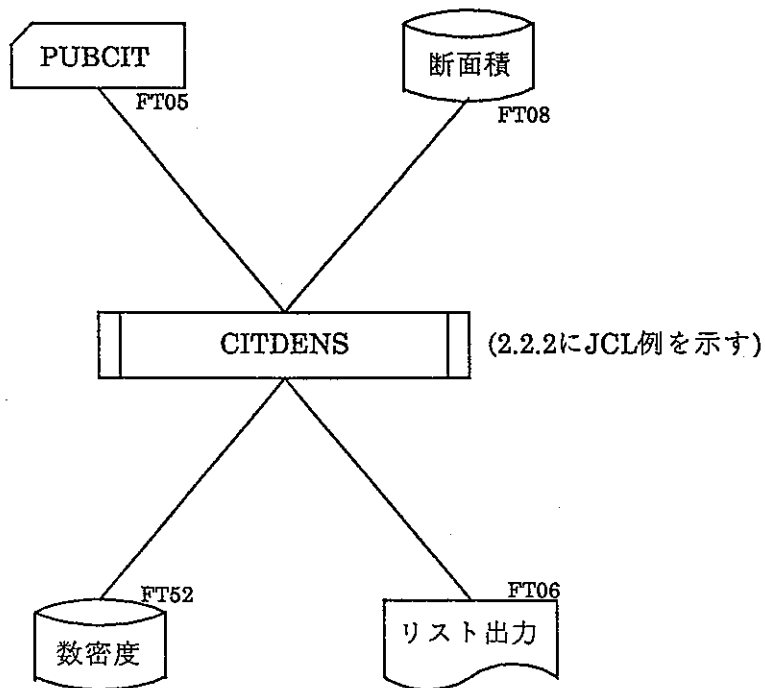 PUBCIT
FT05
断面積
FT08
CITDENS
(2.2.2にJCL例を示す)
FT52
数密度
FT06
リスト出力